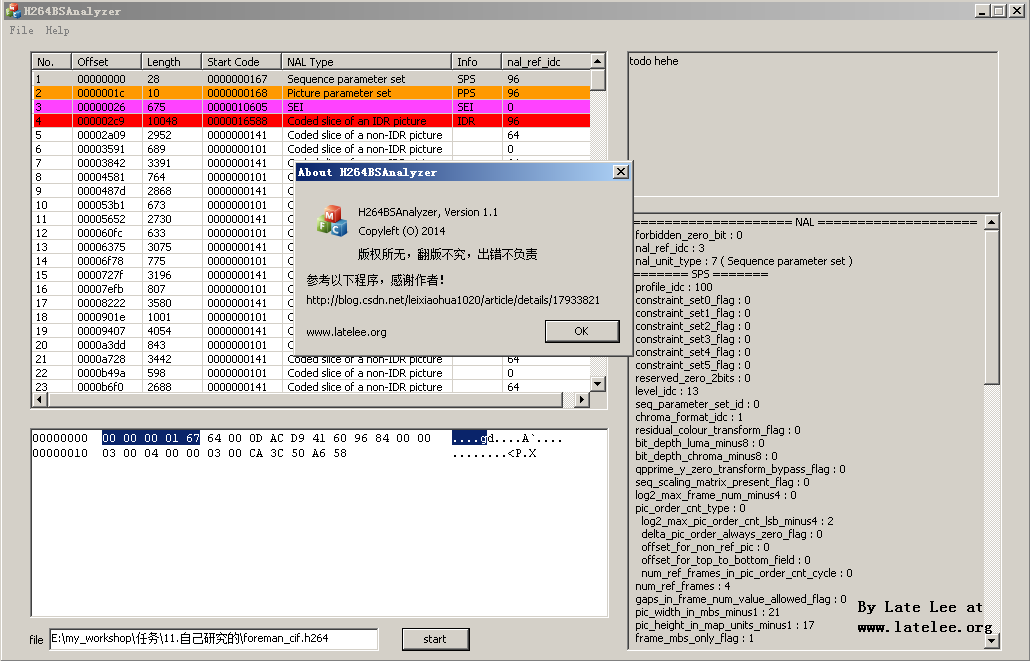 H264BSAnalyzer
File Help
No. Offset Length Start Code NAL Type Info nal_ref_idc
1 00000000 28 0000000167 Sequence parameter set SPS 96
2 0000001c 10 0000000168 Picture parameter set PPS 96
3 00000026 675 0000010605 SEI SEI 0
4 000002c9 10048 0000016588 Coded slice of an IDR picture IDR 96
5 00002a09 2952 0000000141 Coded slice of a non-IDR picture 64
6 00003591 689 0000000101 Coded slice of a non-IDR picture 0
7 00003842 3391 0000000141
8 00004581 764 0000000101
9 0000487d 2868 0000000141
10 000053b1 673 0000000101
11 00005652 2730 0000000141
12 000060fc 633 0000000101
13 00006375 3075 0000000141
14 00006f78 775 0000000101
15 0000727f 3196 0000000141
16 00007efb 807 0000000101
17 00008222 3580 0000000141
18 0000901e 1001 0000000101
19 00009407 4054 0000000141
20 0000a3dd 843 0000000101
21 0000a728 3442 0000000141 Coded slice of a non-IDR picture 64
22 0000b49a 598 0000000101 Coded slice of a non-IDR picture 0
23 0000b6f0 2688 0000000141 Coded slice of a non-IDR picture 64
About H264BSAnalyzer
H264BSAnalyzer, Version 1.1
Copyleft (O) 2014
版权所无，翻版不究，出错不负责
参考以下程序，感谢作者！
http://blog.csdn.net/leixiaohua1020/article/details/17933821
www.latelee.org
OK
00000000 00 00 00 01 67 64 00 0D AC D9 41 60 96 84 00 00 ....gd....A`....
00000010 03 00 04 00 00 03 00 CA 3C 50 A6 58 ........<P.X
file E:\my_workshop\任务\11.自己研究的\foreman_cif.h264 start
todo hehe
==================== NAL ====================
forbidden_zero_bit : 0
nal_ref_idc : 3
nal_unit_type : 7 ( Sequence parameter set )
======= SPS =======
profile_idc : 100
constraint_set0_flag : 0
constraint_set1_flag : 0
constraint_set2_flag : 0
constraint_set3_flag : 0
constraint_set4_flag : 0
constraint_set5_flag : 0
reserved_zero_2bits : 0
level_idc : 13
seq_parameter_set_id : 0
chroma_format_idc : 1
residual_colour_transform_flag : 0
bit_depth_luma_minus8 : 0
bit_depth_chroma_minus8 : 0
qpprime_y_zero_transform_bypass_flag : 0
seq_scaling_matrix_present_flag : 0
log2_max_frame_num_minus4 : 0
pic_order_cnt_type : 0
log2_max_pic_order_cnt_lsb_minus4 : 2
delta_pic_order_always_zero_flag : 0
offset_for_non_ref_pic : 0
offset_for_top_to_bottom_field : 0
num_ref_frames_in_pic_order_cnt_cycle : 0
num_ref_frames : 4
gaps_in_frame_num_value_allowed_flag : 0
pic_width_in_mbs_minus1 : 21
pic_height_in_map_units_minus1 : 17
frame_mbs_only_flag : 1
By Late Lee at
www.latelee.org